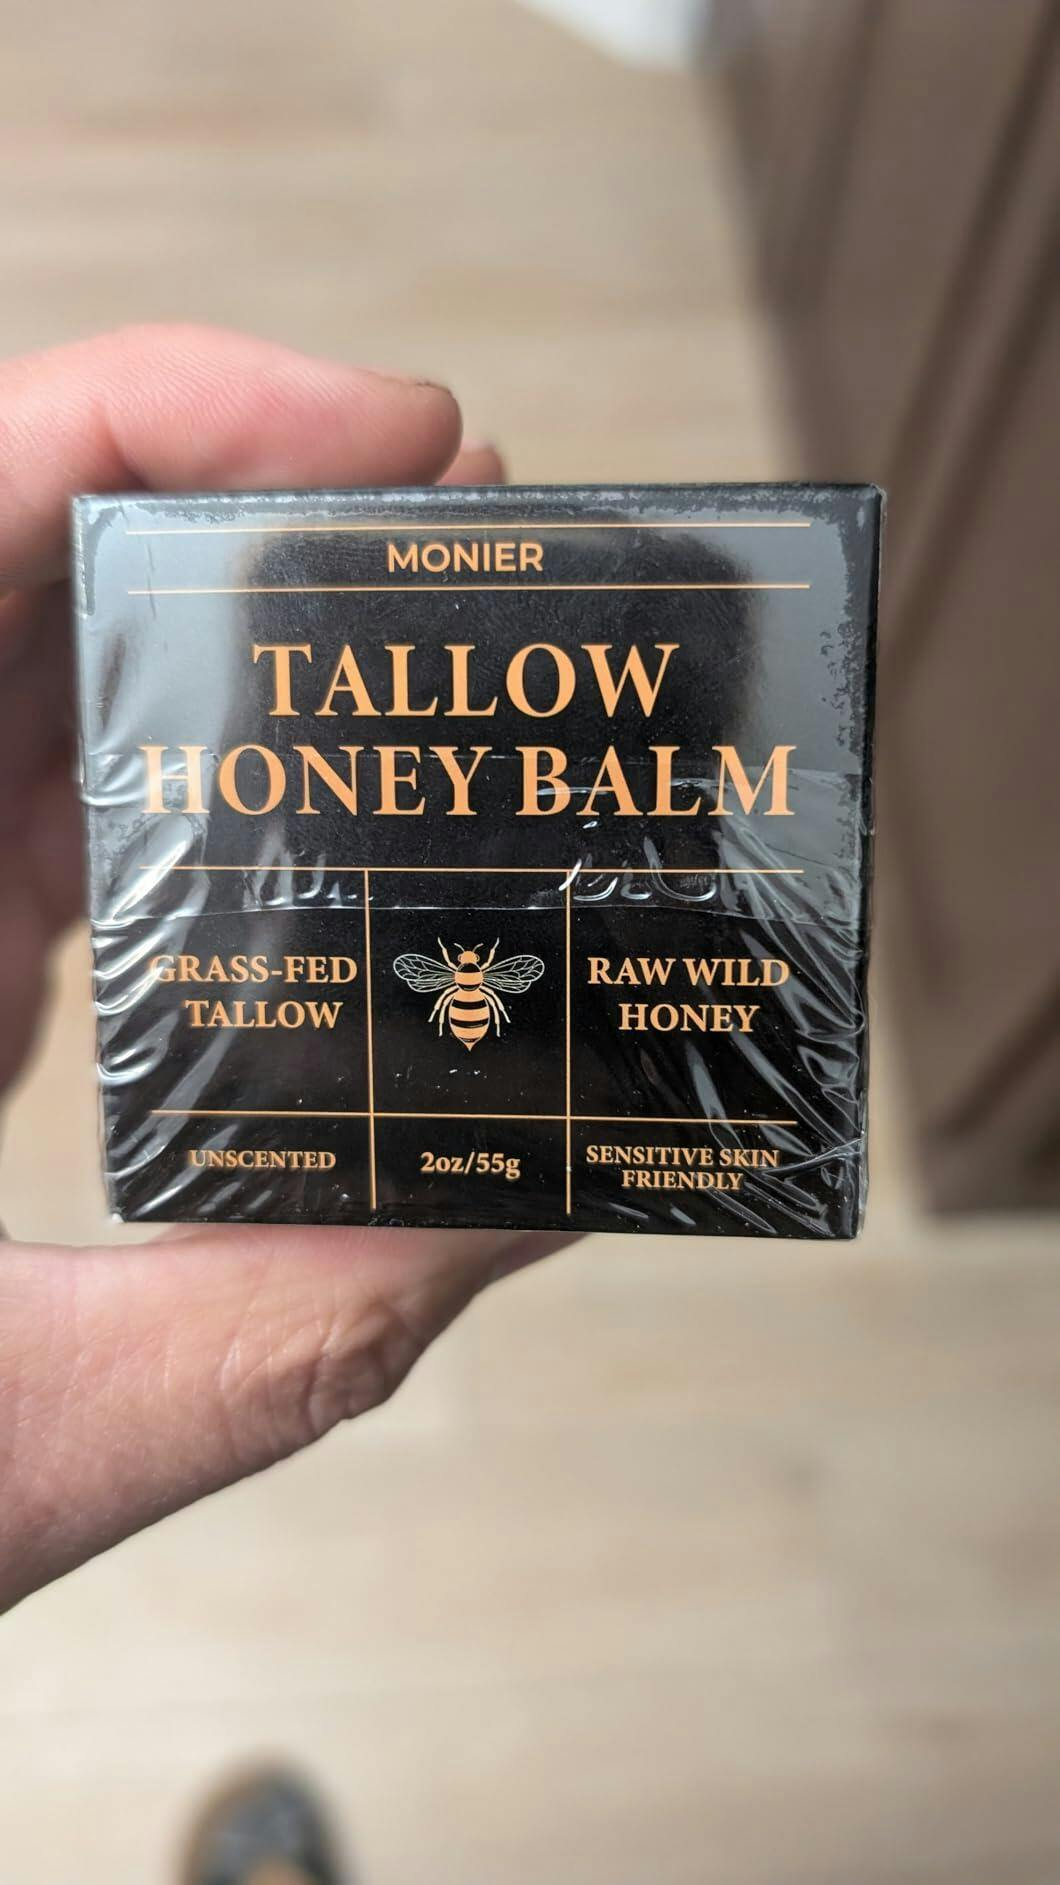 MONIER
TALLOW
HONEY BALM
GRASS-FED
TALLOW
RAW WILD
HONEY
UNSCENTED
2oz/55g
SENSITIVE SKIN
FRIENDLY